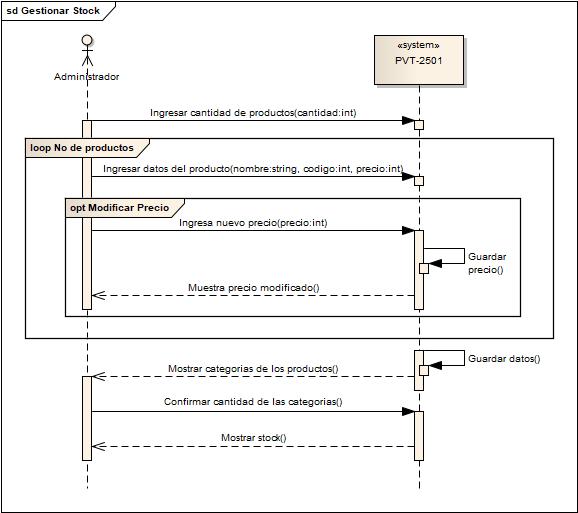 sd Gestionar Stock
«system»
PVT-2501
Administrador
Ingresar cantidad de productos(cantidad:int)
loop No de productos
Ingresar datos del producto(nombre:string, codigo:int, precio:int)
opt Modificar Precio
Ingresa nuevo precio(precio:int)
Guardar
precio()
Muestra precio modificado()
Guardar datos()
Mostrar categorias de los productos()
Confirmar cantidad de las categorias()
Mostrar stock()